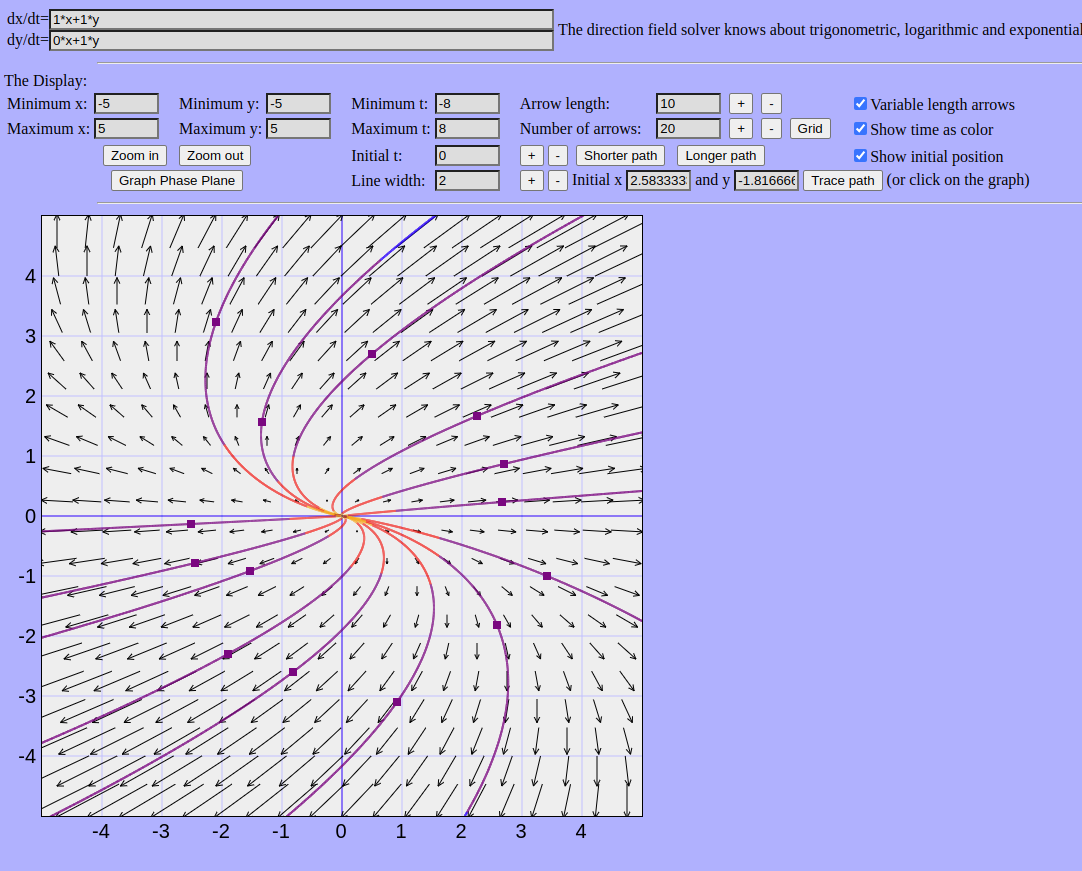 dx/dt= 1*x+1*y
dy/dt= 0*x+1*y
The direction field solver knows about trigonometric, logarithmic and exponential
The Display:
Minimum x: -5 Minimum y: -5 Minimum t: -8 Arrow length: 10 + - Variable length arrows
Maximum x: 5 Maximum y: 5 Maximum t: 8 Number of arrows: 20 + - Grid Show time as color
Zoom in Zoom out Initial t: 0 + - Shorter path Longer path Show initial position
Graph Phase Plane Line width: 2 + - Initial x 2.583333 and y -1.816666 Trace path (or click on the graph)
4
3
2
1
0
-1
-2
-3
-4
-4 -3 -2 -1 0 1 2 3 4